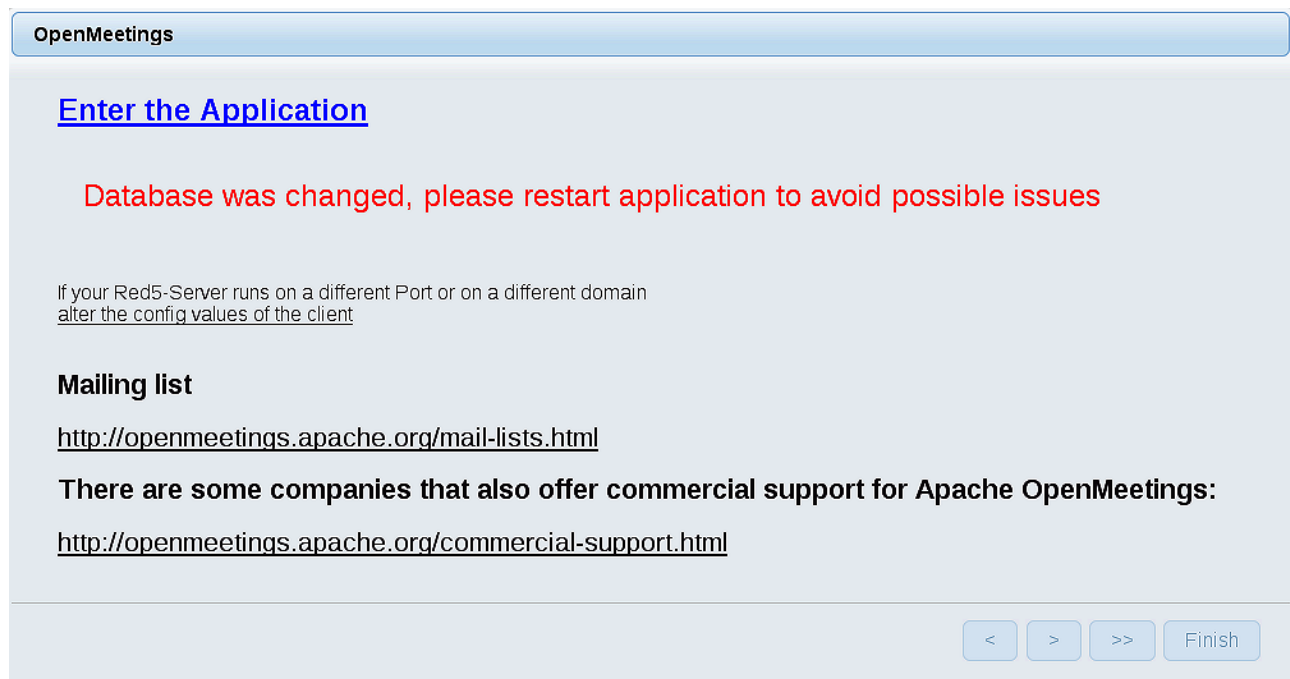 OpenMeetings
Enter the Application
Database was changed, please restart application to avoid possible issues
If your Red5-Server runs on a different Port or on a different domain
alter the config values of the client
Mailing list
http://openmeetings.apache.org/mail-lists.html
There are some companies that also offer commercial support for Apache OpenMeetings:
http://openmeetings.apache.org/commercial-support.html
< > >> Finish